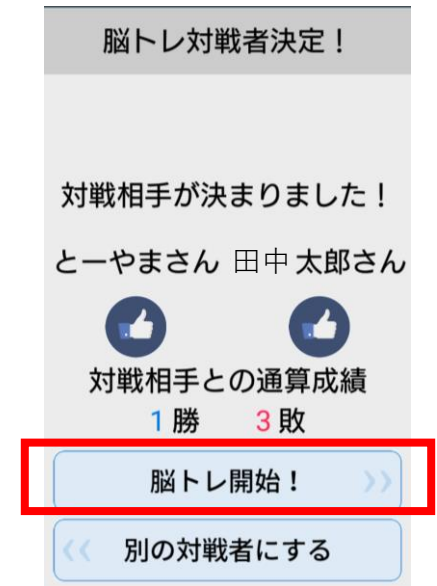 脳トレ対戦者決定！
対戦相手が決まりました！
とーやまさん 田中 太郎さん
対戦相手との通算成績
1 勝 3 敗
脳トレ開始！ 》
《 別の対戦者にする